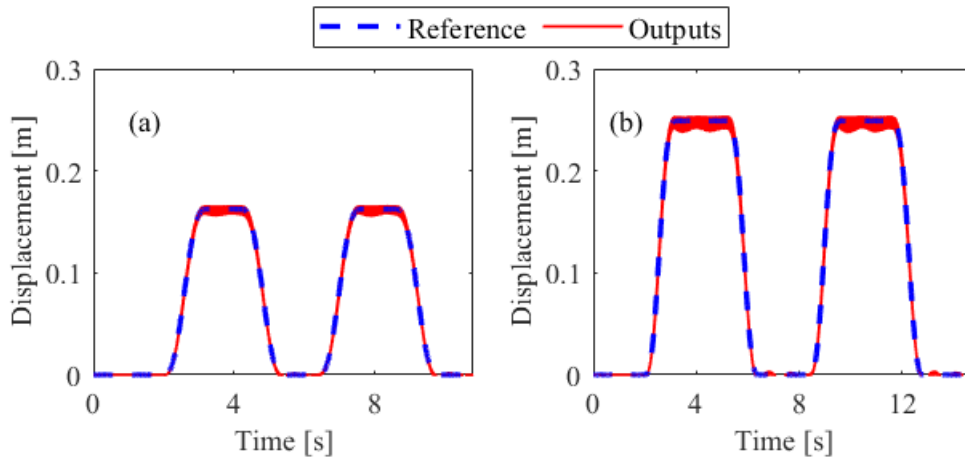 Reference Outputs
0.3
0.2
0.1
0
Displacement [m]
(a)
0 4 8
Time [s]
0.3
0.2
0.1
0
Displacement [m]
(b)
0 4 8 12
Time [s]